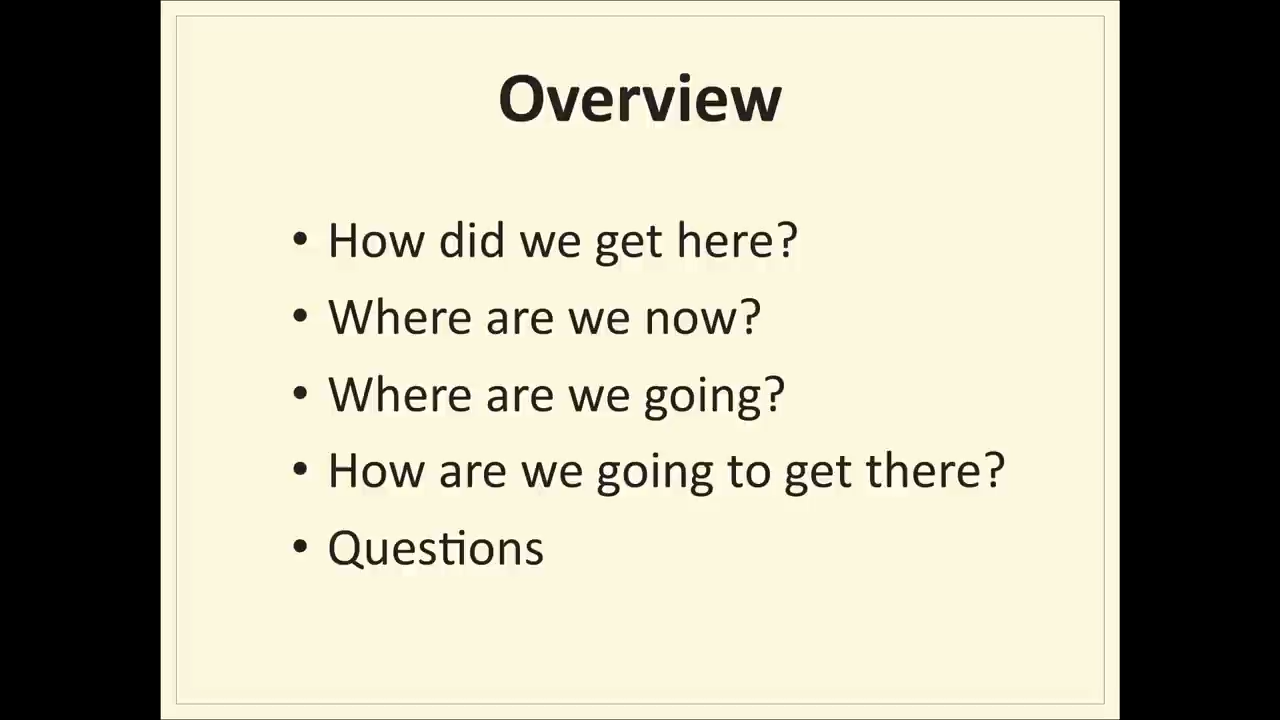 Overview
• How did we get here?
• Where are we now?
• Where are we going?
• How are we going to get there?
• Questions